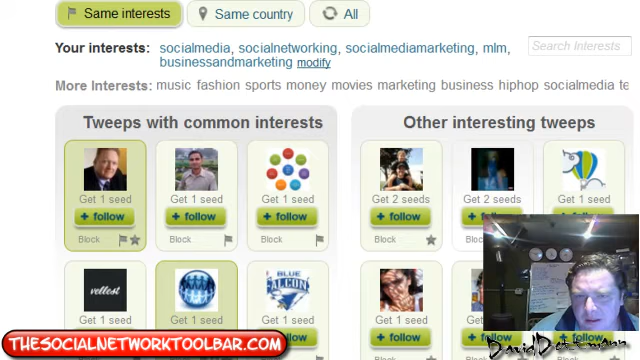 Same interests
Same country
All
Your interests: socialmedia, socialnetworking, socialmediamarketing, mlm,
businessandmarketing modify
Search Interests
More Interests: music fashion sports money movies marketing business hiphop socialmedia te
Tweeps with common interests
Other interesting tweeps
Get 1 seed Get 1 seed Get 1 seed Get 2 seeds Get 2 seeds Get 1 seed
+ follow + follow + follow + follow + follow + follow
Block Block Block Block
vellest
BLUE
FALCONS
Get 1 seed Get 1 seed Get 1 seed
follow
THESOCIALNETWORKTOOLBAR.COM